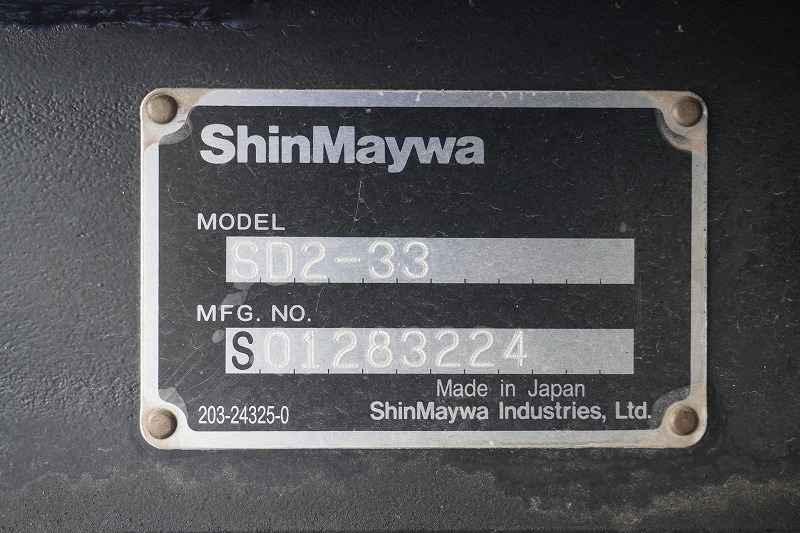 ShinMaywa
MODEL
SD2-33
MFG. NO.
S01283224
Made in Japan
203-24325-0 ShinMaywa Industries, Ltd.